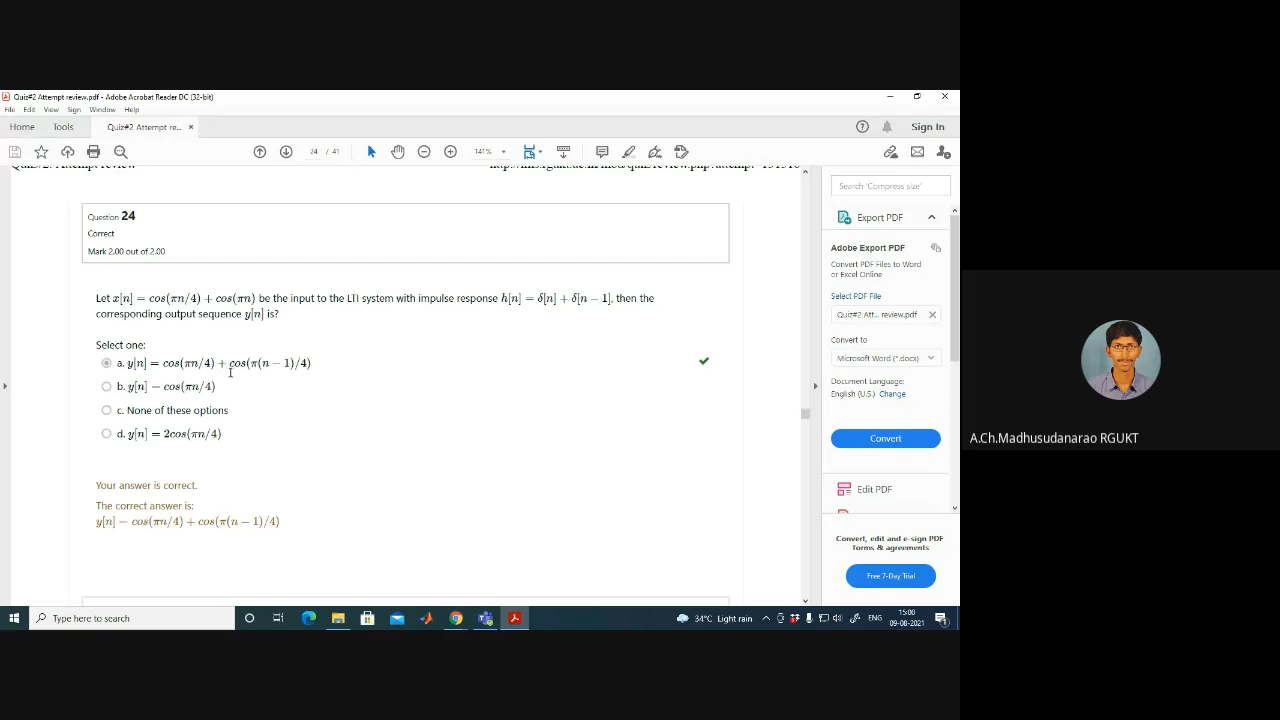 Quiz#2 Attempt review.pdf - Adobe Acrobat Reader DC (32-bit)
File Edit View Sign Window Help
Home Tools Quiz#2 Attempt re... × Sign In
24 / 41 141%
Search 'Compress size'
Question 24
Correct
Mark 2.00 out of 2.00
Let x[n] = cos(πn/4) + cos(πn) be the input to the LTI system with impulse response h[n] = δ[n] + δ[n − 1], then the
corresponding output sequence y[n] is?
Select one:
a. y[n] = cos(πn/4) + cos(π(n − 1)/4)
b. y[n] = cos(πn/4)
c. None of these options
d. y[n] = 2cos(πn/4)
Your answer is correct.
The correct answer is:
y[n] = cos(πn/4) + cos(π(n − 1)/4)
Export PDF
Adobe Export PDF
Convert PDF Files to Word
or Excel Online
Select PDF File
Quiz#2 Att... review.pdf
Convert to
Microsoft Word (*.docx)
Document Language:
English (U.S.) Change
Convert
Edit PDF
Convert, edit and e-sign PDF
forms & agreements
Free 7-Day Trial
A.Ch.Madhusudanarao RGUKT
Type here to search
34°C Light rain
ENG
15:00
09-08-2021